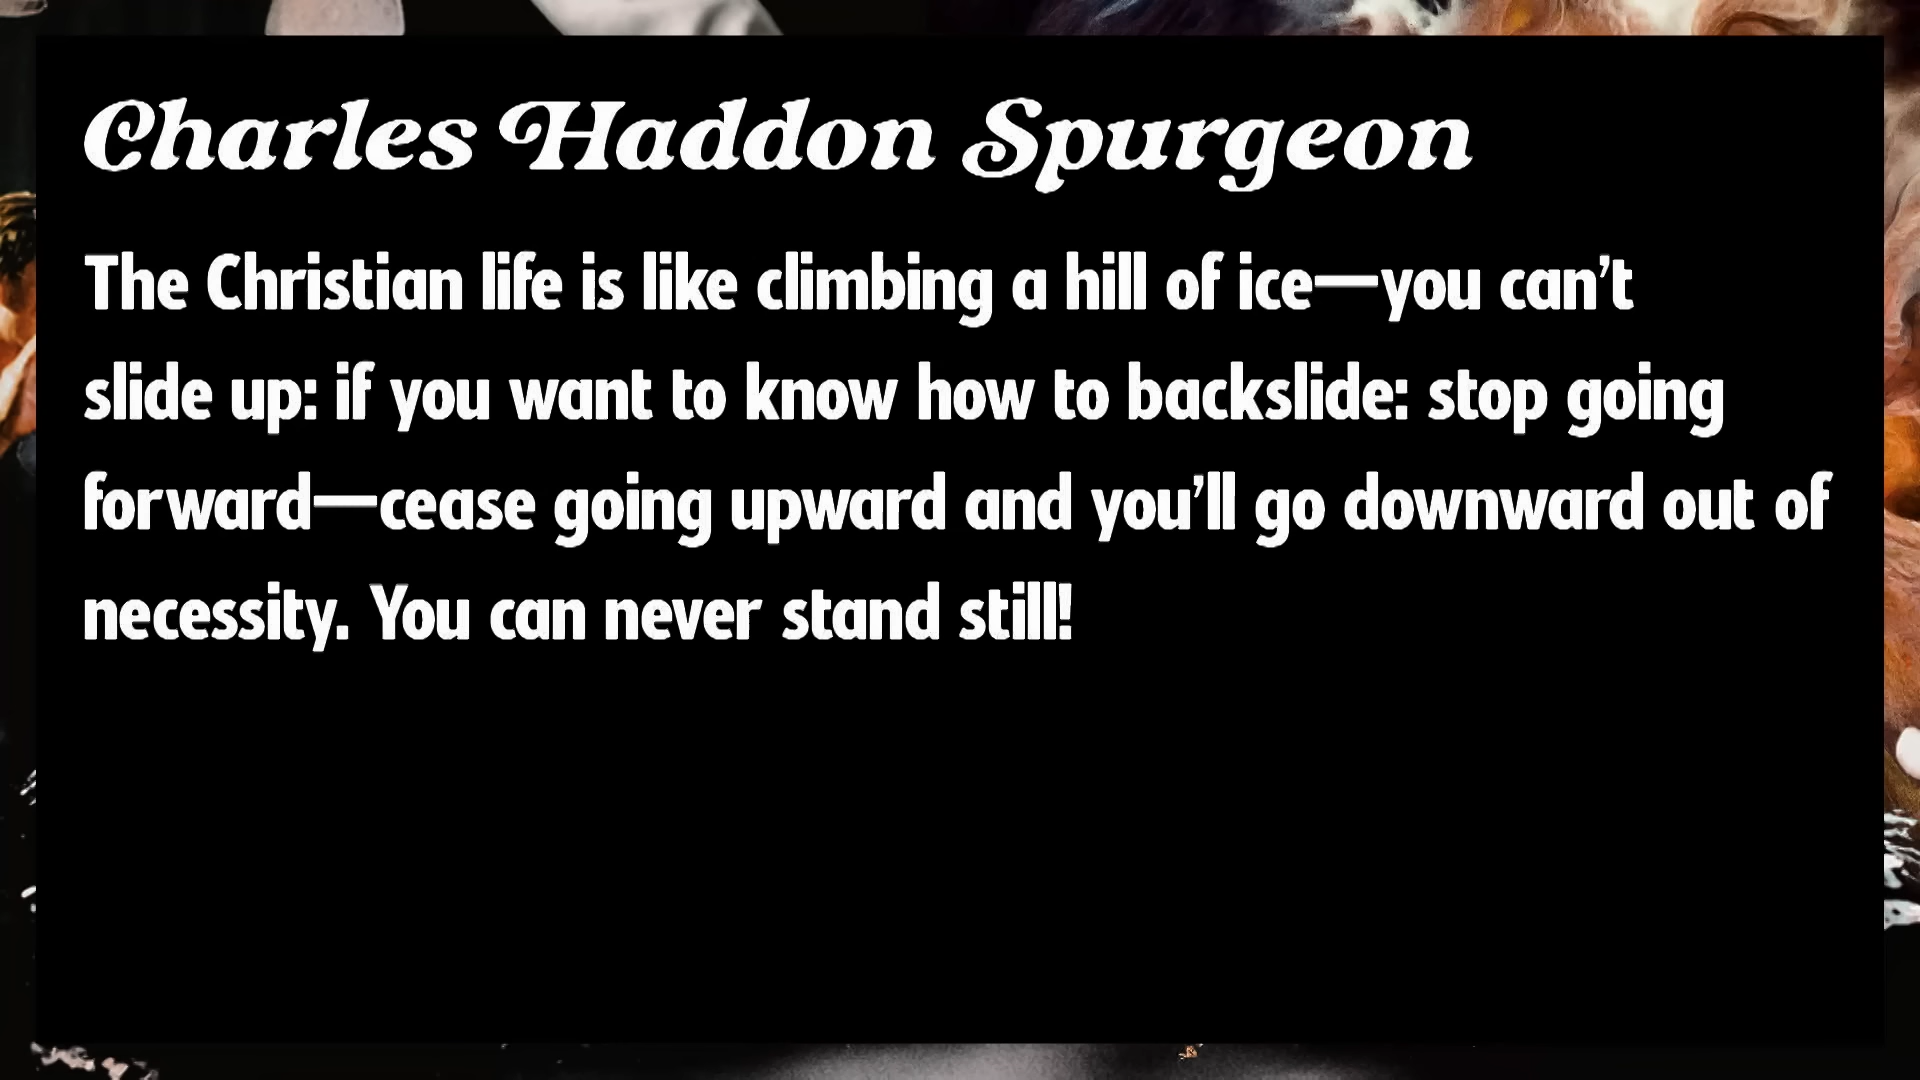 Charles Haddon Spurgeon
The Christian life is like climbing a hill of ice—you can’t
slide up: if you want to know how to backslide: stop going
forward—cease going upward and you’ll go downward out of
necessity. You can never stand still!